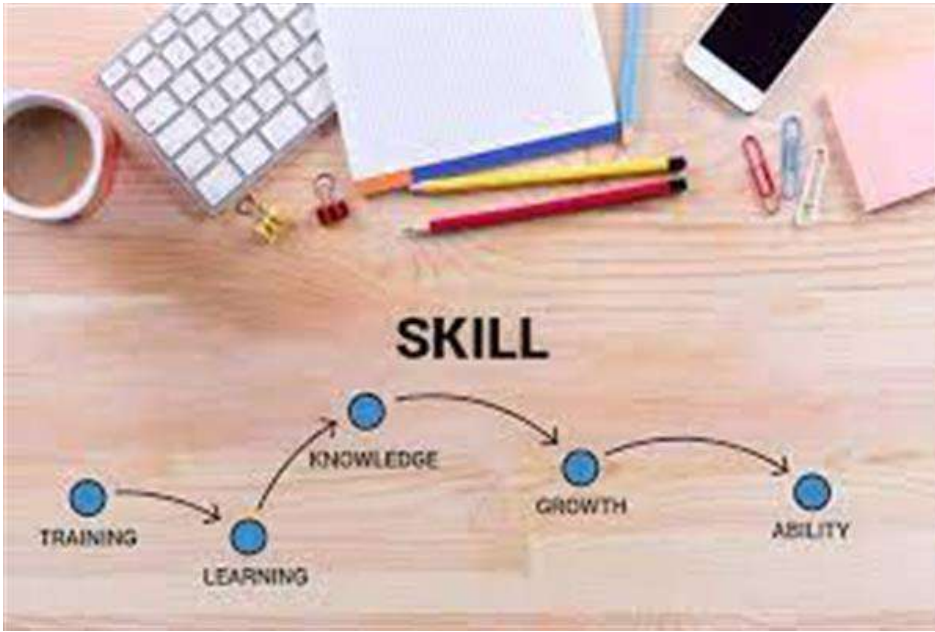 SKILL
KNOWLEDGE
GROWTH
ABILITY
TRAINING
LEARNING